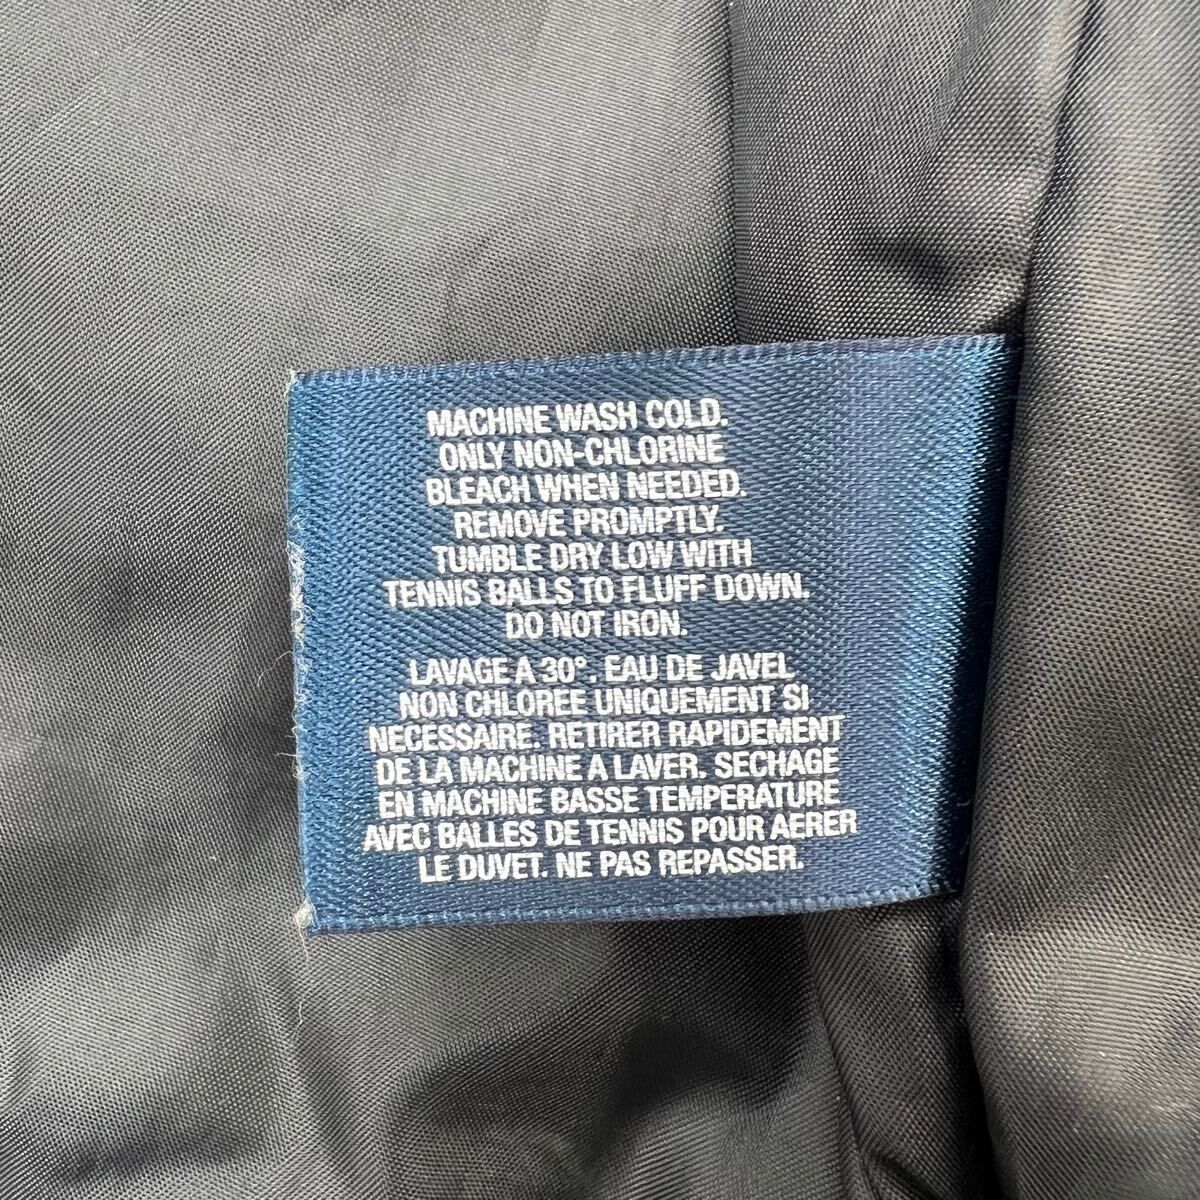 MACHINE WASH COLD.
ONLY NON-CHLORINE
BLEACH WHEN NEEDED.
REMOVE PROMPTLY.
TUMBLE DRY LOW WITH
TENNIS BALLS TO FLUFF DOWN.
DO NOT IRON.
LAVAGE A 30°. EAU DE JAVEL
NON CHLOREE UNIQUEMENT SI
NECESSAIRE. RETIRER RAPIDEMENT
DE LA MACHINE A LAVER. SECHAGE
EN MACHINE BASSE TEMPERATURE
AVEC BALLES DE TENNIS POUR AERER
LE DUVET. NE PAS REPASSER.